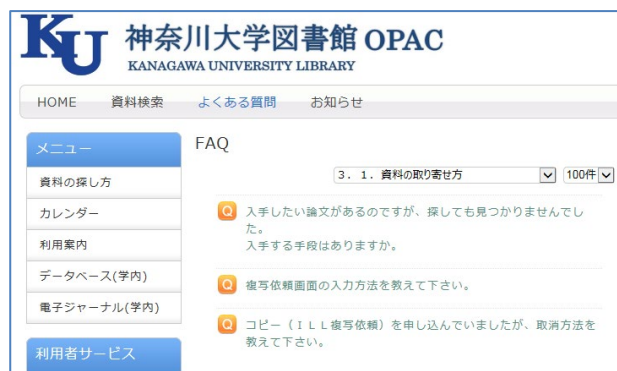 KU 神奈川大学図書館 OPAC
KANAGAWA UNIVERSITY LIBRARY
HOME 資料検索 よくある質問 お知らせ
メニュー
資料の探し方
カレンダー
利用案内
データベース(学内)
電子ジャーナル(学内)
利用者サービス
FAQ
3．1．資料の取り寄せ方 100件
Q 入手したい論文があるのですが、探しても見つかりませんでし
た。
入手する手段はありますか。
Q 複写依頼画面の入力方法を教えて下さい。
Q コピー（ＩＬＬ複写依頼）を申し込んでいましたが、取消方法を
教えて下さい。